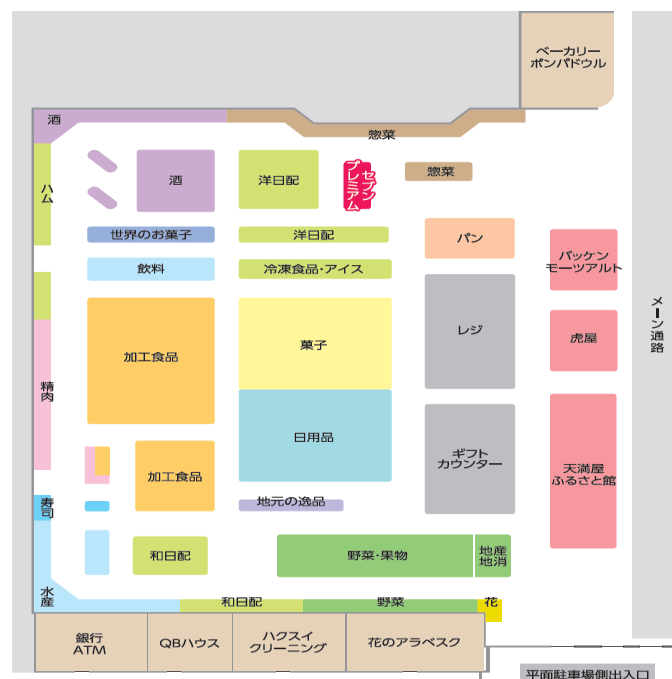 ベーカリー
ポンパドウル
酒
惣菜
ハム
酒
洋日配
セブン
プレミアム
惣菜
世界のお菓子
洋日配
パン
バッケン
モーツアルト
飲料
冷凍食品・アイス
メーン通路
加工食品
菓子
レジ
虎屋
精肉
日用品
加工食品
ギフト
カウンター
天満屋
ふるさと館
寿司
地元の逸品
和日配
野菜・果物
地産
地消
水産
和日配
野菜
花
銀行
ATM
QBハウス
ハクスイ
クリーニング
花のアラベスク
平面駐車場側出入口